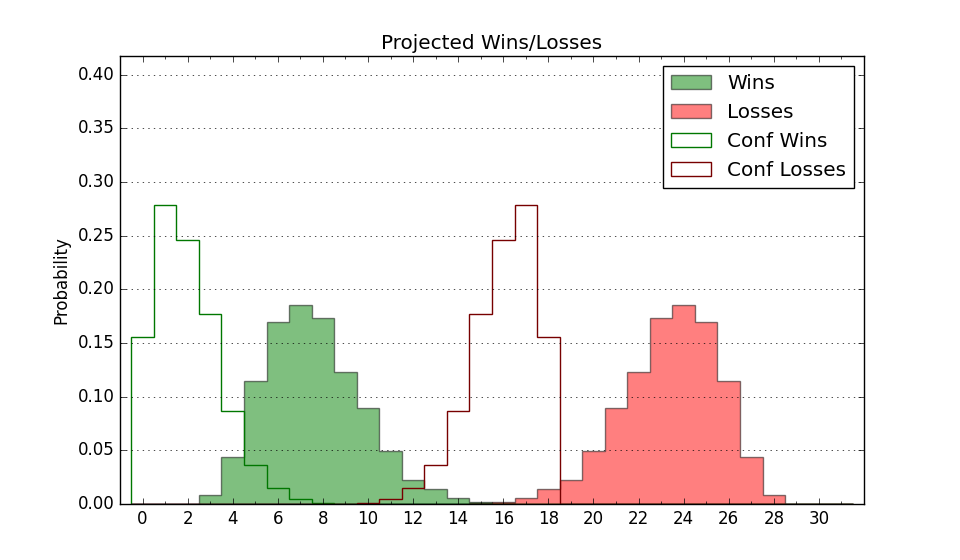 Projected Wins/Losses
0.40
0.35
0.30
0.25
0.20
0.15
0.10
0.05
0.00
Probability
Wins
Losses
Conf Wins
Conf Losses
0 2 4 6 8 10 12 14 16 18 20 22 24 26 28 30